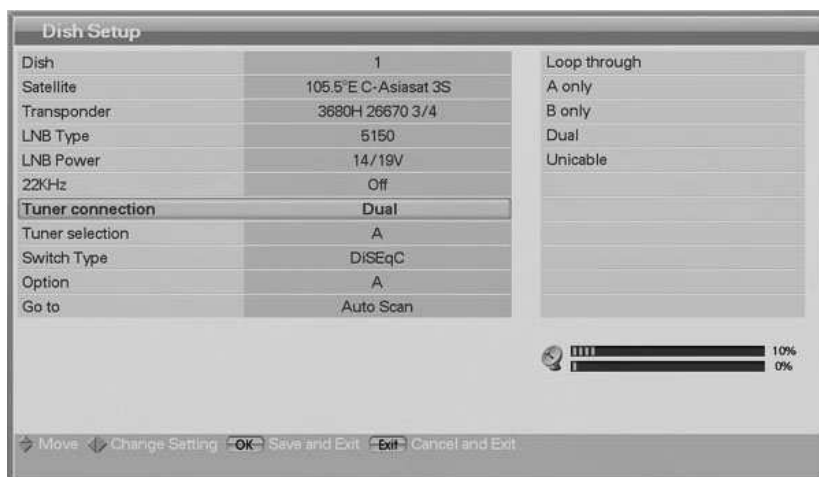 Dish Setup
Dish 1
Satellite 105.5°E C-Asiasat 3S
Transponder 3680H 26670 3/4
LNB Type 5150
LNB Power 14/19V
22KHz Off
Tuner connection Dual
Tuner selection A
Switch Type DiSEqC
Option A
Go to Auto Scan
Loop through
A only
B only
Dual
Unicable
10%
0%
Move Change Setting OK Save and Exit Exit Cancel and Exit